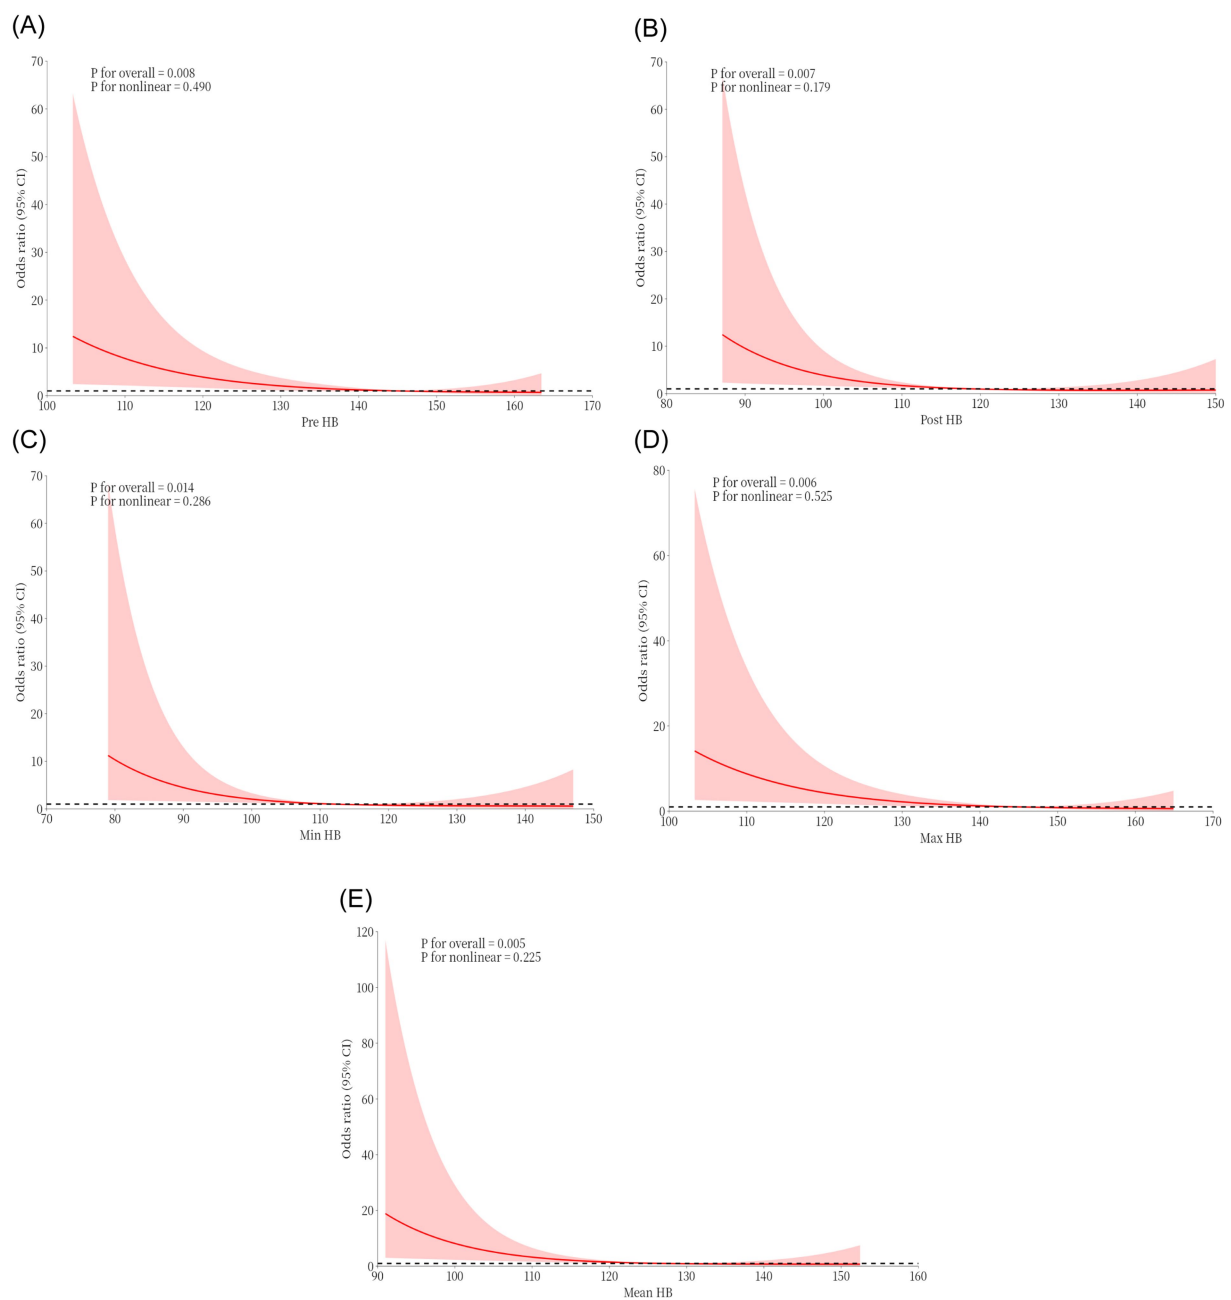 (A)
P for overall = 0.008
P for nonlinear = 0.490
Odds ratio (95% CI)
70
60
50
40
30
20
10
0
100 110 120 130 140 150 160 170
Pre HB
(B)
P for overall = 0.007
P for nonlinear = 0.179
Odds ratio (95% CI)
70
60
50
40
30
20
10
0
80 90 100 110 120 130 140 150
Post HB
(C)
P for overall = 0.014
P for nonlinear = 0.286
Odds ratio (95% CI)
70
60
50
40
30
20
10
0
70 80 90 100 110 120 130 140 150
Min HB
(D)
P for overall = 0.006
P for nonlinear = 0.525
Odds ratio (95% CI)
80
60
40
20
0
100 110 120 130 140 150 160 170
Max HB
(E)
P for overall = 0.005
P for nonlinear = 0.225
Odds ratio (95% CI)
120
100
80
60
40
20
0
90 100 110 120 130 140 150 160
Mean HB